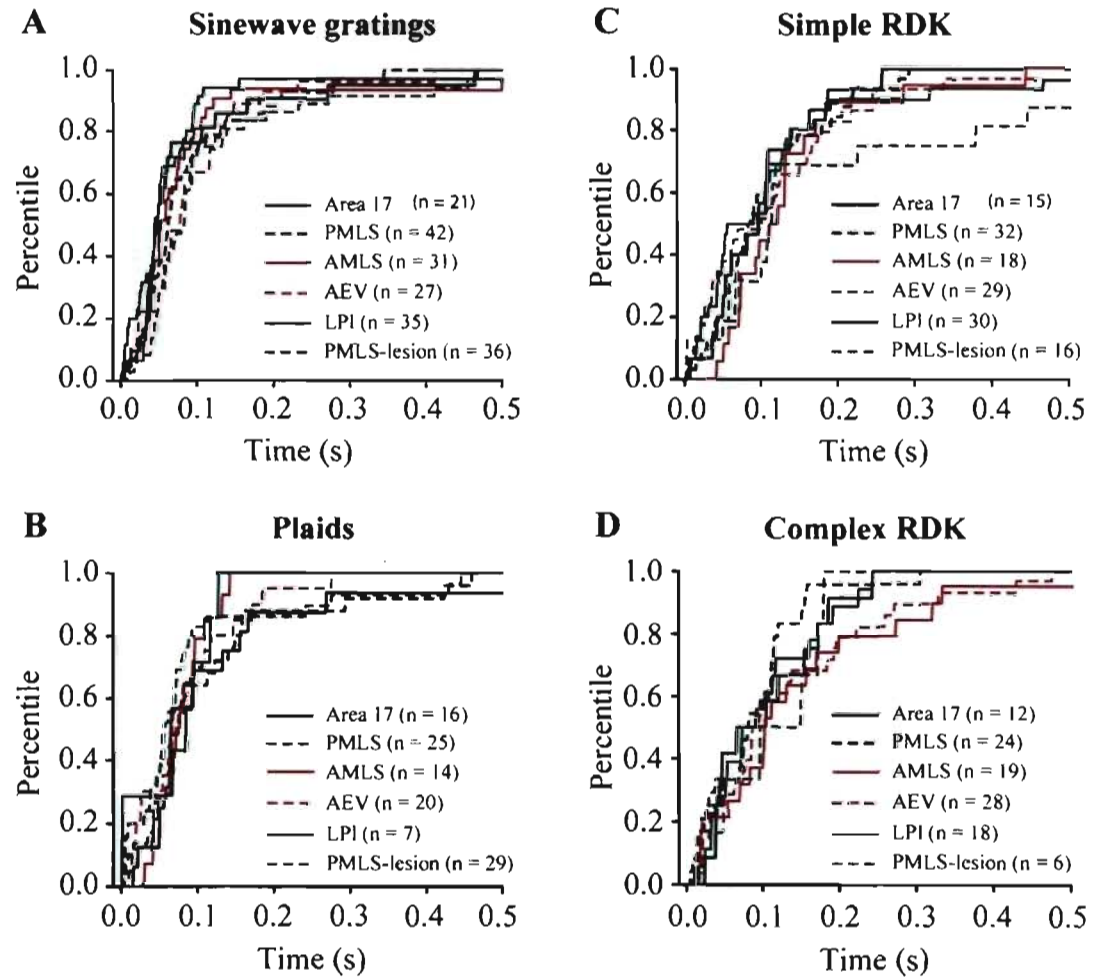 A Sinewave gratings
1.0
0.8
0.6
0.4
0.2
0.0
Percentile
Area 17 (n = 21)
PMLS (n = 42)
AMLS (n = 31)
AEV (n = 27)
LPl (n = 35)
PMLS-lesion (n = 36)
0.0 0.1 0.2 0.3 0.4 0.5
Time (s)
C Simple RDK
1.0
0.8
0.6
0.4
0.2
0.0
Percentile
Area 17 (n = 15)
PMLS (n = 32)
AMLS (n = 18)
AEV (n = 29)
LPl (n = 30)
PMLS-lesion (n = 16)
0.0 0.1 0.2 0.3 0.4 0.5
Time (s)
B Plaids
1.0
0.8
0.6
0.4
0.2
0.0
Percentile
Area 17 (n = 16)
PMLS (n = 25)
AMLS (n = 14)
AEV (n = 20)
LPl (n = 7)
PMLS-lesion (n = 29)
0.0 0.1 0.2 0.3 0.4 0.5
Time (s)
D Complex RDK
1.0
0.8
0.6
0.4
0.2
0.0
Percentile
Area 17 (n = 12)
PMLS (n = 24)
AMLS (n = 19)
AEV (n = 28)
LPl (n = 18)
PMLS-lesion (n = 6)
0.0 0.1 0.2 0.3 0.4 0.5
Time (s)